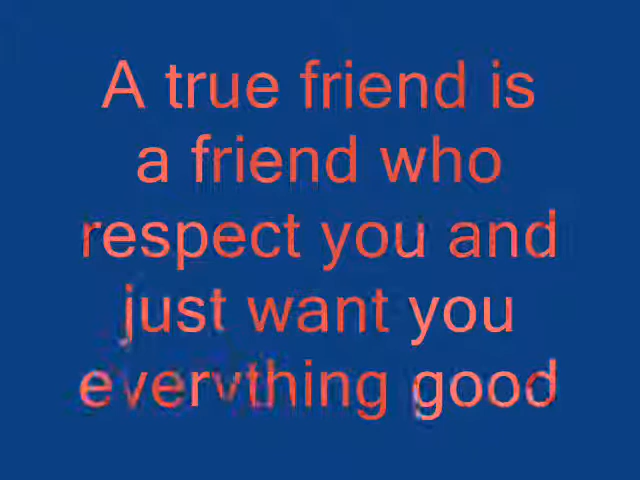 A true friend is
a friend who
respect you and
just want you
everything good